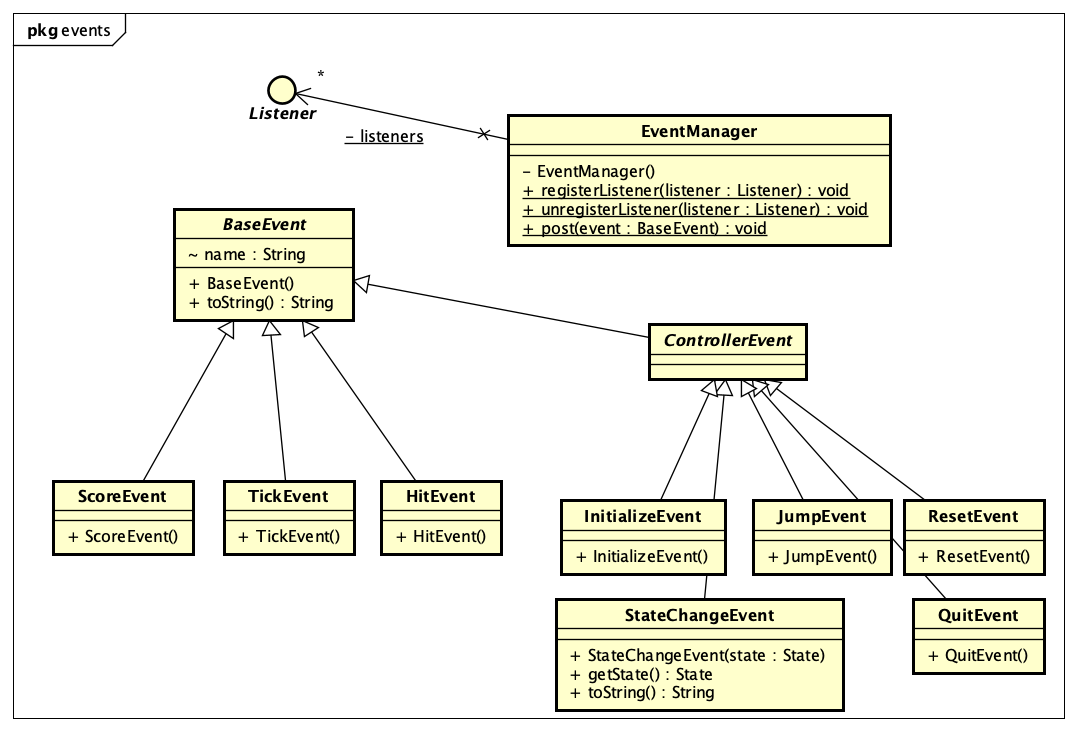 pkg events
*
Listener
- listeners
EventManager
- EventManager()
+ registerListener(listener : Listener) : void
+ unregisterListener(listener : Listener) : void
+ post(event : BaseEvent) : void
BaseEvent
~ name : String
+ BaseEvent()
+ toString() : String
ControllerEvent
ScoreEvent
+ ScoreEvent()
TickEvent
+ TickEvent()
HitEvent
+ HitEvent()
InitializeEvent
+ InitializeEvent()
JumpEvent
+ JumpEvent()
ResetEvent
+ ResetEvent()
StateChangeEvent
+ StateChangeEvent(state : State)
+ getState() : State
+ toString() : String
QuitEvent
+ QuitEvent()